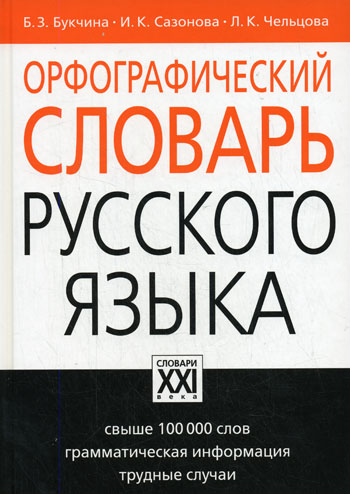 Б. З. Букчина · И. К. Сазонова · Л. К. Чельцова
ОРФОГРАФИЧЕСКИЙ
СЛОВАРЬ
РУССКОГО
ЯЗЫКА
СЛОВАРИ
XXI
века
свыше 100 000 слов
грамматическая информация
трудные случаи